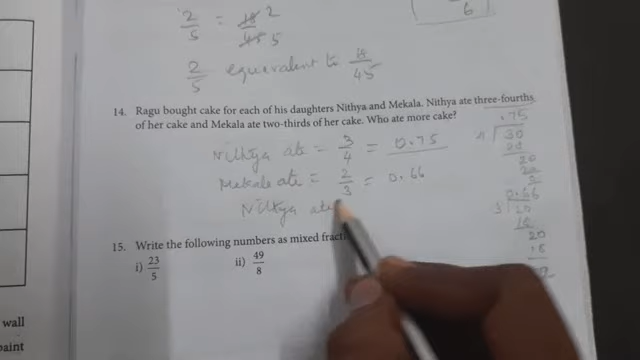 6
2/5 = 18/45 2 5
2/5 equivalent to 18/45
14. Ragu bought cake for each of his daughters Nithya and Mekala. Nithya ate three-fourths
of her cake and Mekala ate two-thirds of her cake. Who ate more cake?
Nithya ate = 3/4 = 0.75
Mekala ate = 2/3 = 0.66
Nithya ate
.75
4 30
28
20
20
0.66
3 20
18
20
18
2
15. Write the following numbers as mixed fracti
i) 23/5 ii) 49/8
wall
paint